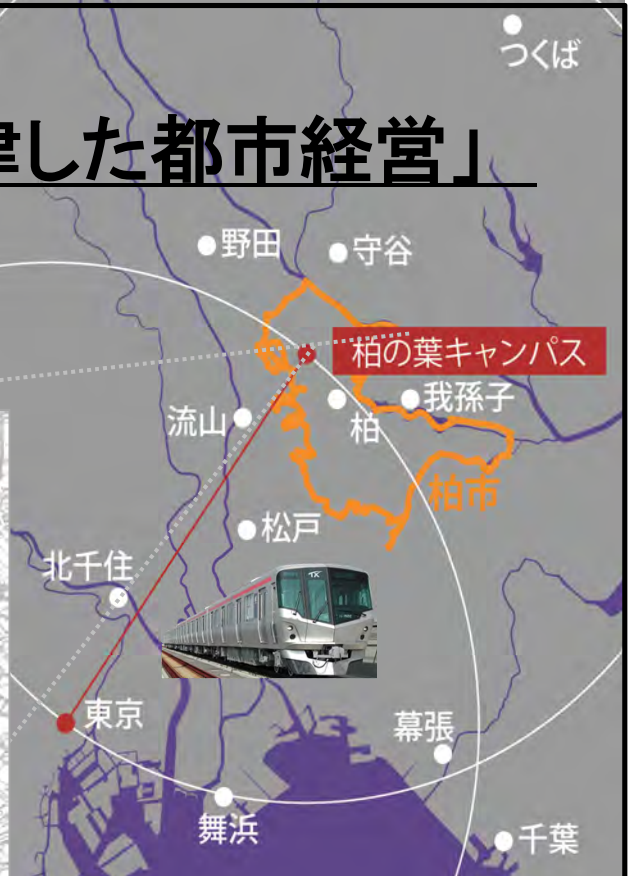 つくば
律した都市経営」
野田
守谷
柏の葉キャンパス
我孫子
流山
柏
柏市
松戸
北千住
東京
幕張
舞浜
千葉